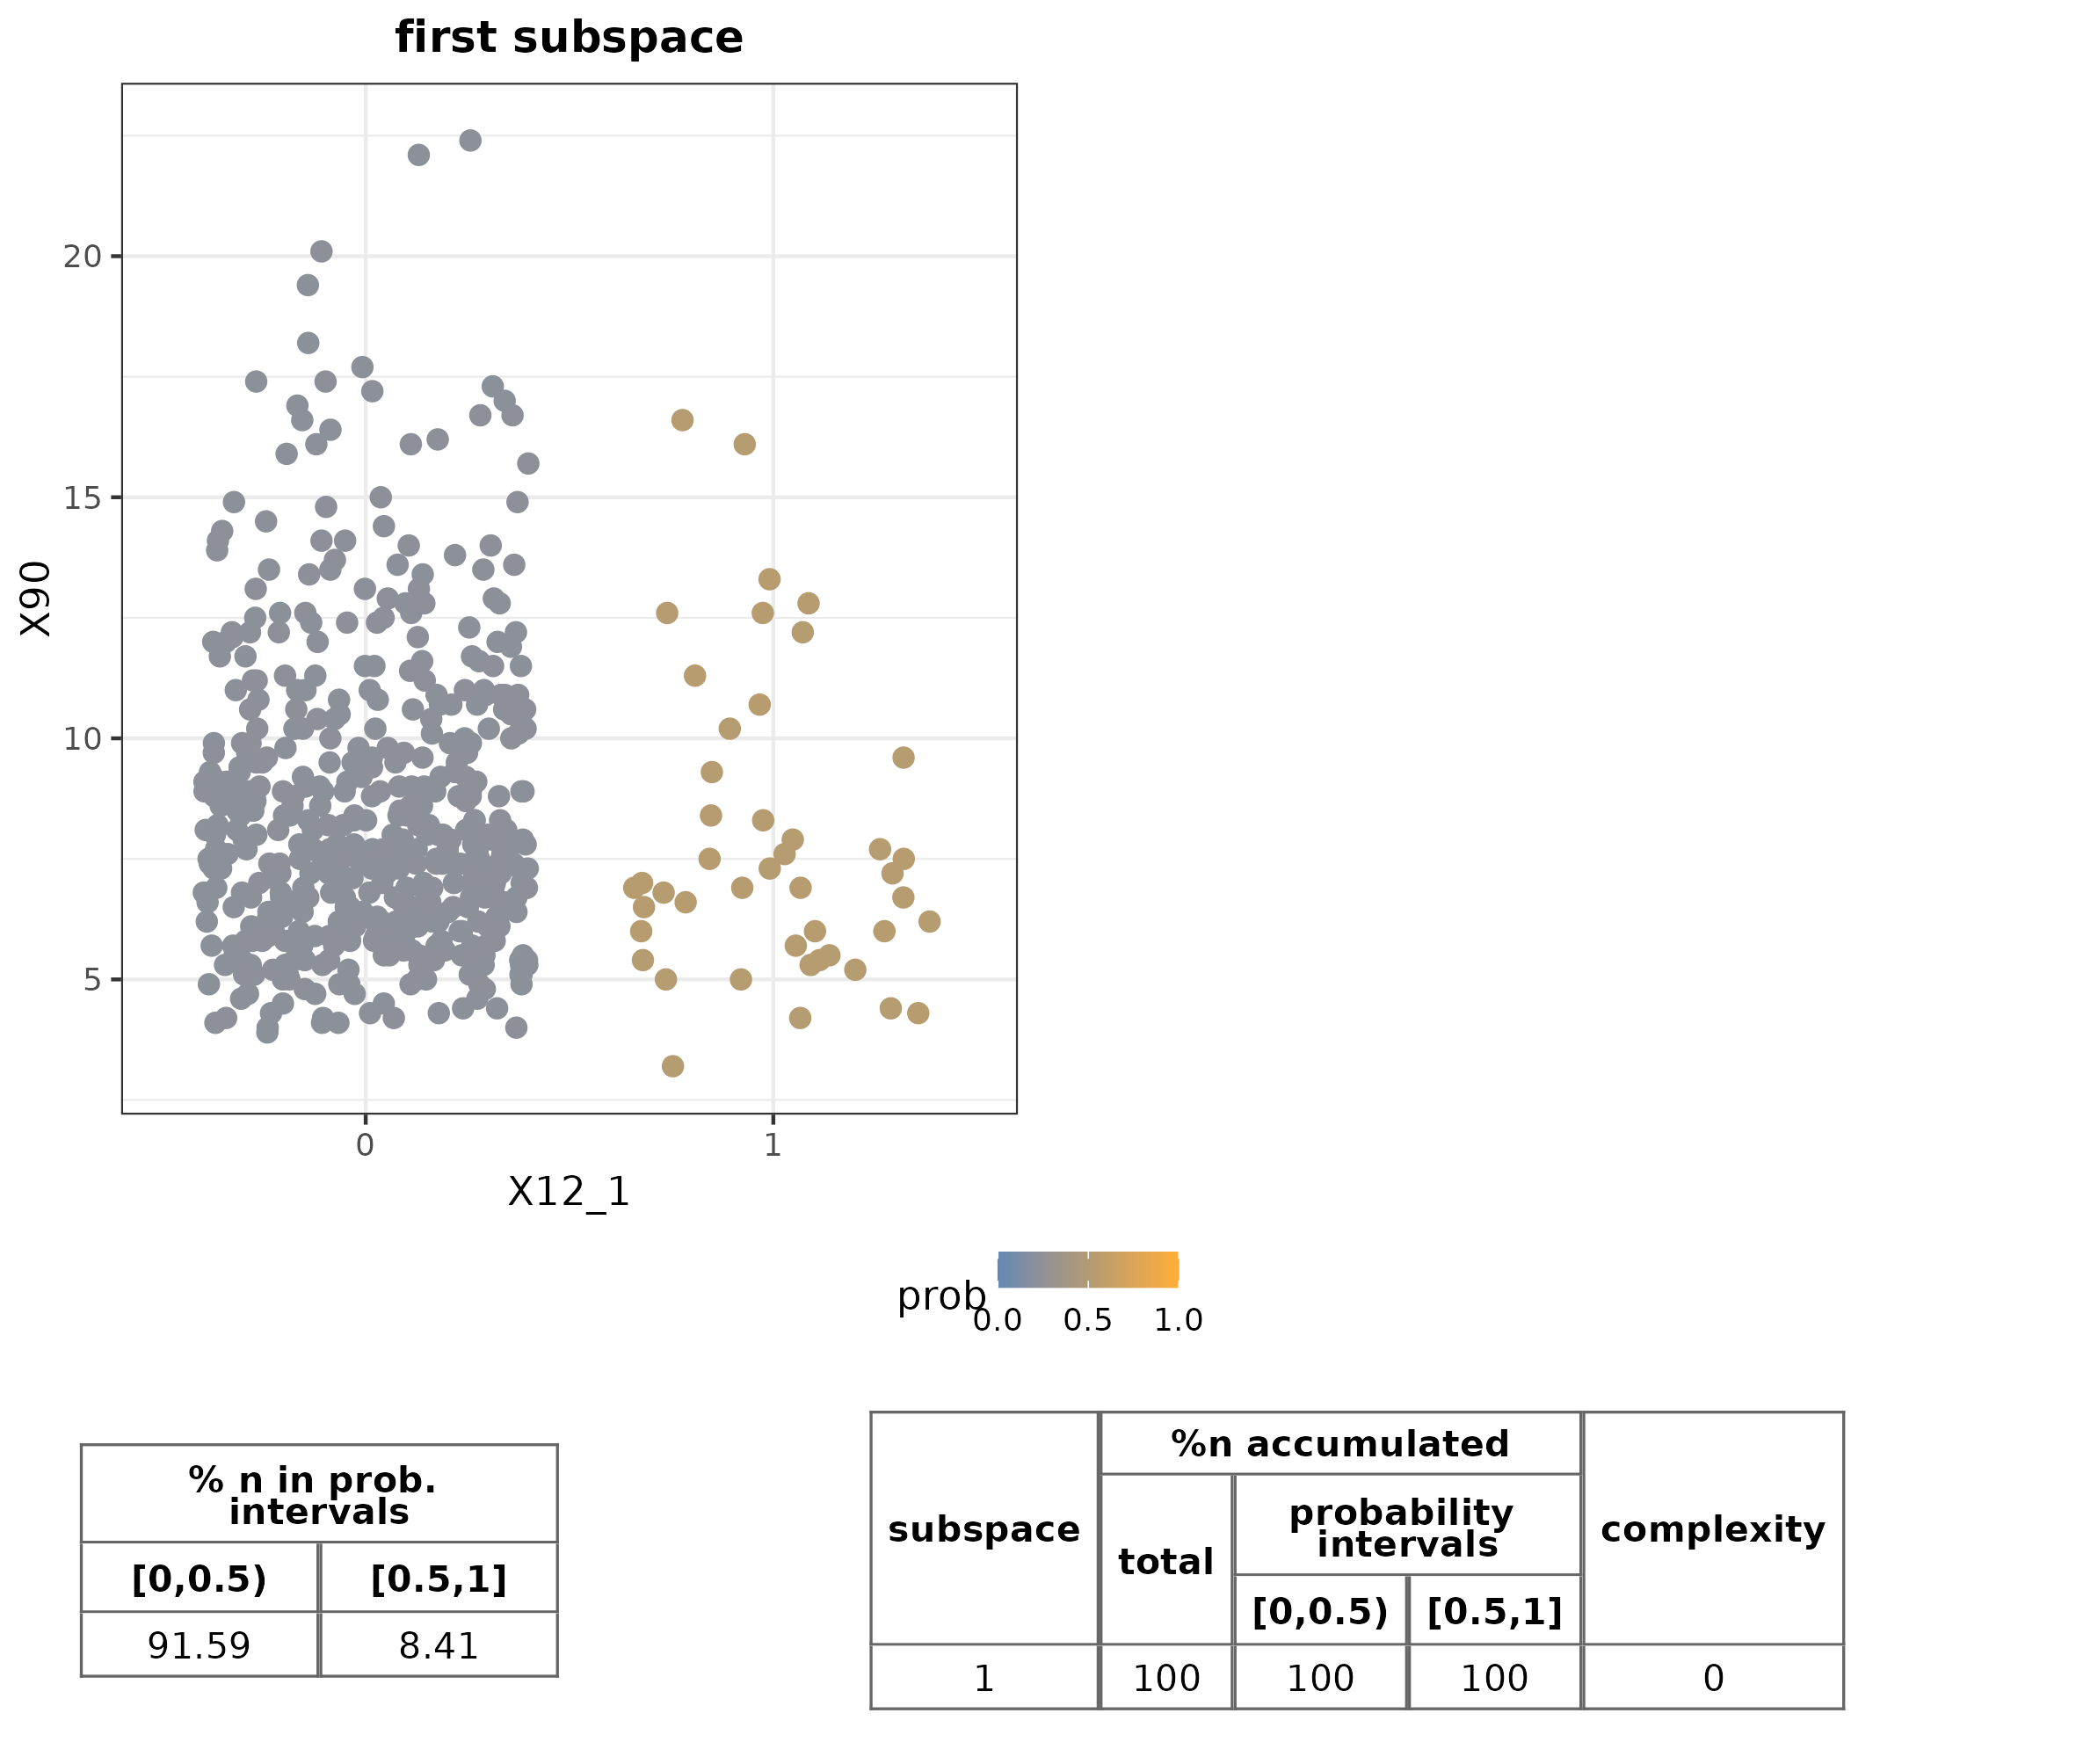 first subspace
X90
20
15
10
5
0 1
X12_1
prob
0.0 0.5 1.0
% n in prob.
intervals
[0,0.5) [0.5,1]
91.59 8.41
%n accumulated
subspace total probability
intervals complexity
[0,0.5) [0.5,1]
1 100 100 100 0